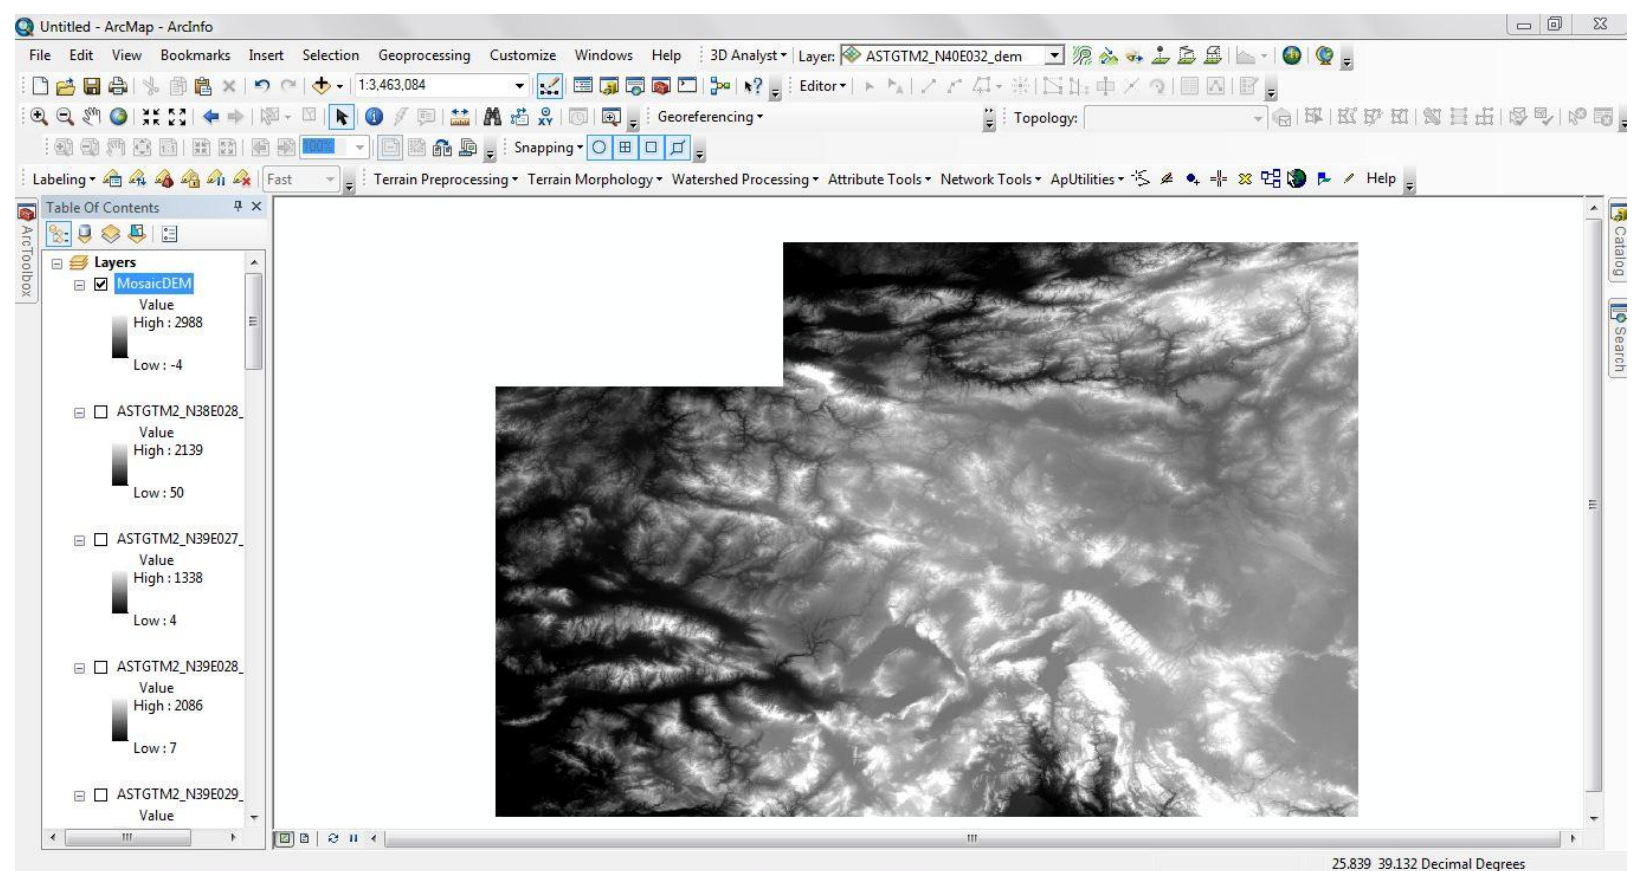 Untitled - ArcMap - ArcInfo
File Edit View Bookmarks Insert Selection Geoprocessing Customize Windows Help 3D Analyst Layer: ASTGTM2_N40E032_dem
1:3,463,084 Editor
Georeferencing Topology:
100% Snapping
Labeling Fast Terrain Preprocessing Terrain Morphology Watershed Processing Attribute Tools Network Tools ApUtilities Help
Table Of Contents
ArcToolbox
Layers
MosaicDEM
Value
High : 2988
Low : -4
ASTGTM2_N38E028_
Value
High : 2139
Low : 50
ASTGTM2_N39E027_
Value
High : 1338
Low : 4
ASTGTM2_N39E028_
Value
High : 2086
Low : 7
ASTGTM2_N39E029_
Value
Catalog
Search
25.839 39.132 Decimal Degrees